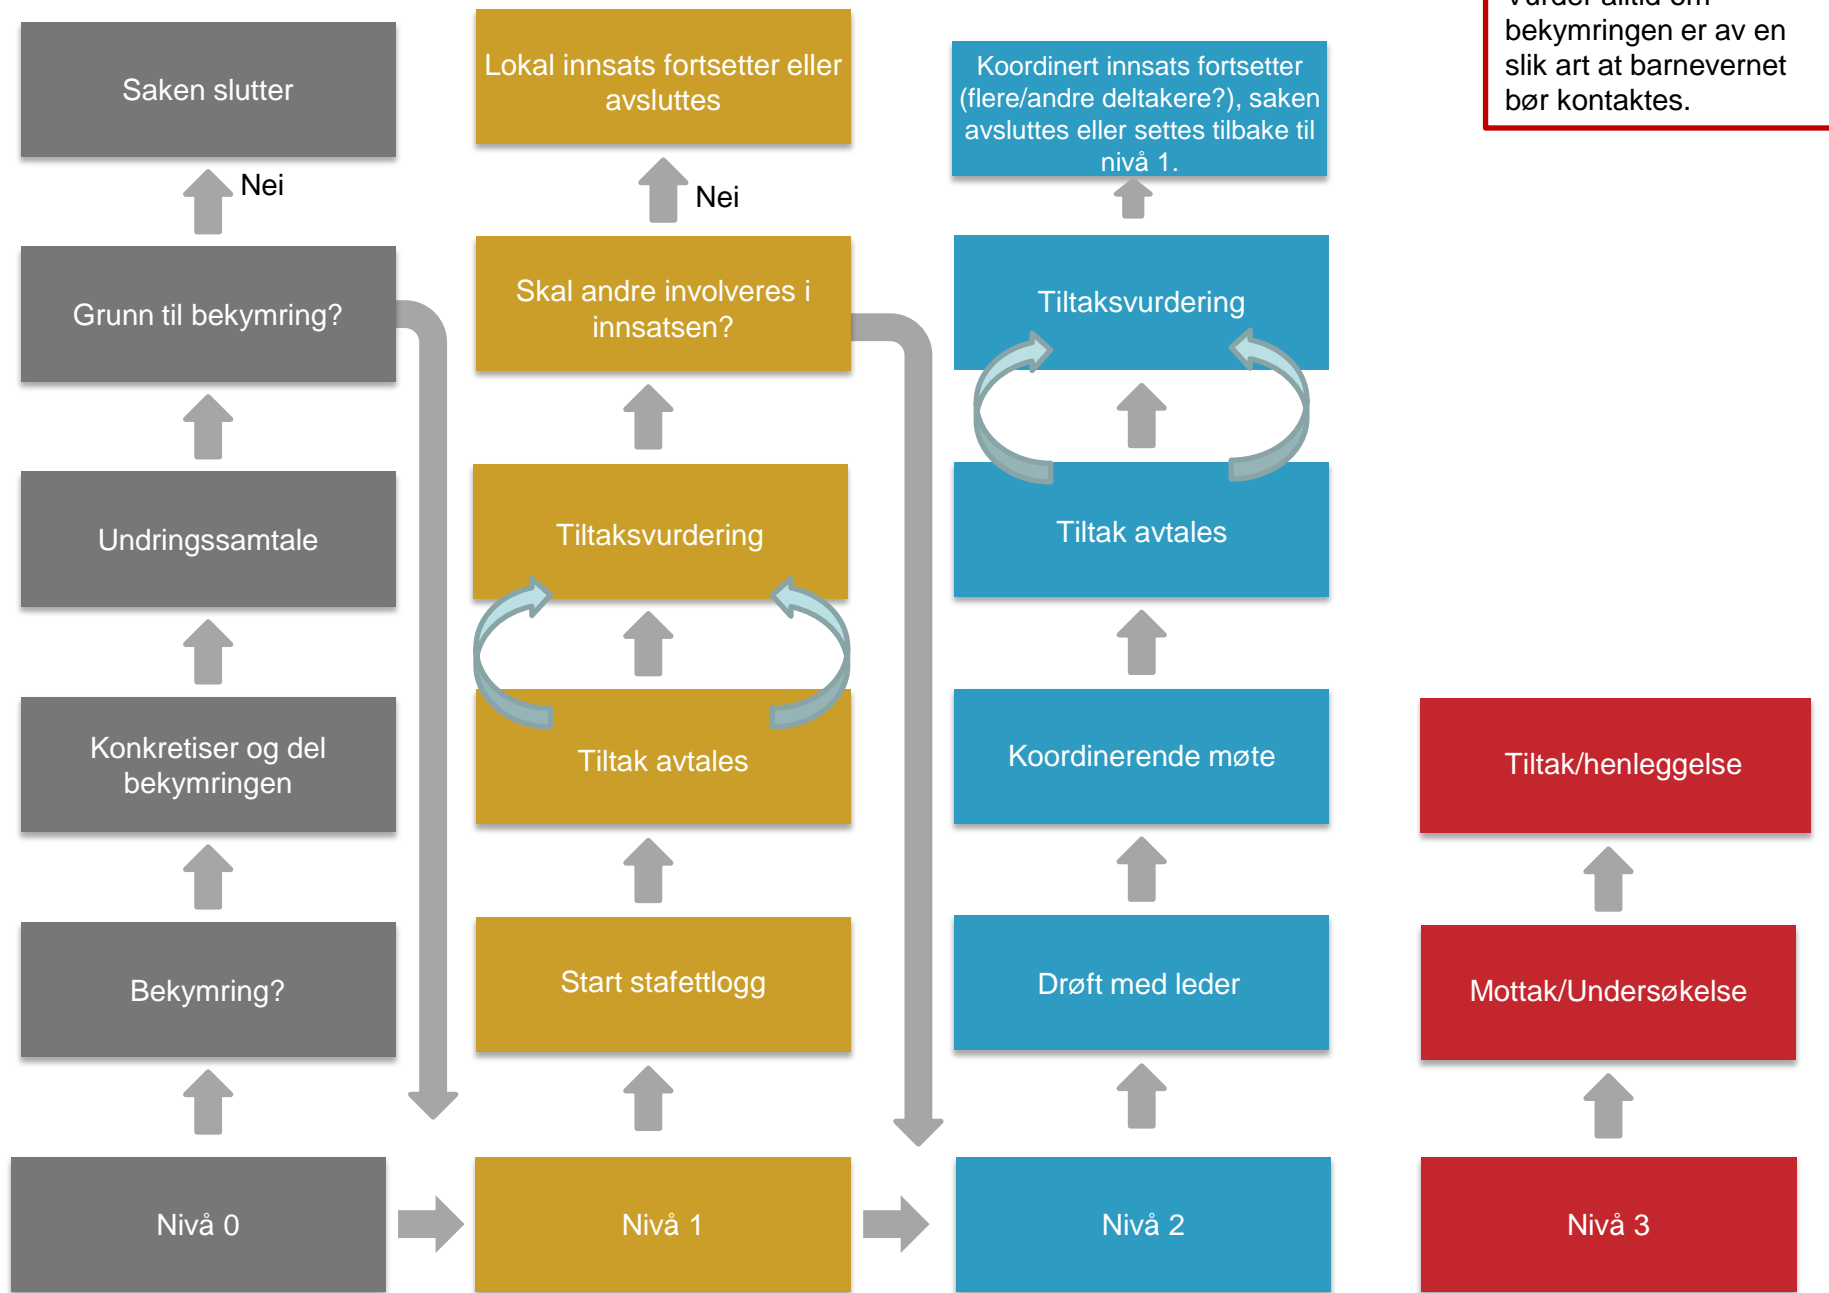 Vurder alltid om
bekymringen er av en
slik art at barnevernet
bør kontaktes.
Saken slutter
Nei
Grunn til bekymring?
Undringssamtale
Konkretiser og del
bekymringen
Bekymring?
Nivå 0
Lokal innsats fortsetter eller
avsluttes
Nei
Skal andre involveres i
innsatsen?
Tiltaksvurdering
Tiltak avtales
Start stafettlogg
Nivå 1
Koordinert innsats fortsetter
(flere/andre deltakere?), saken
avsluttes eller settes tilbake til
nivå 1.
Tiltaksvurdering
Tiltak avtales
Koordinerende møte
Drøft med leder
Nivå 2
Tiltak/henleggelse
Mottak/Undersøkelse
Nivå 3